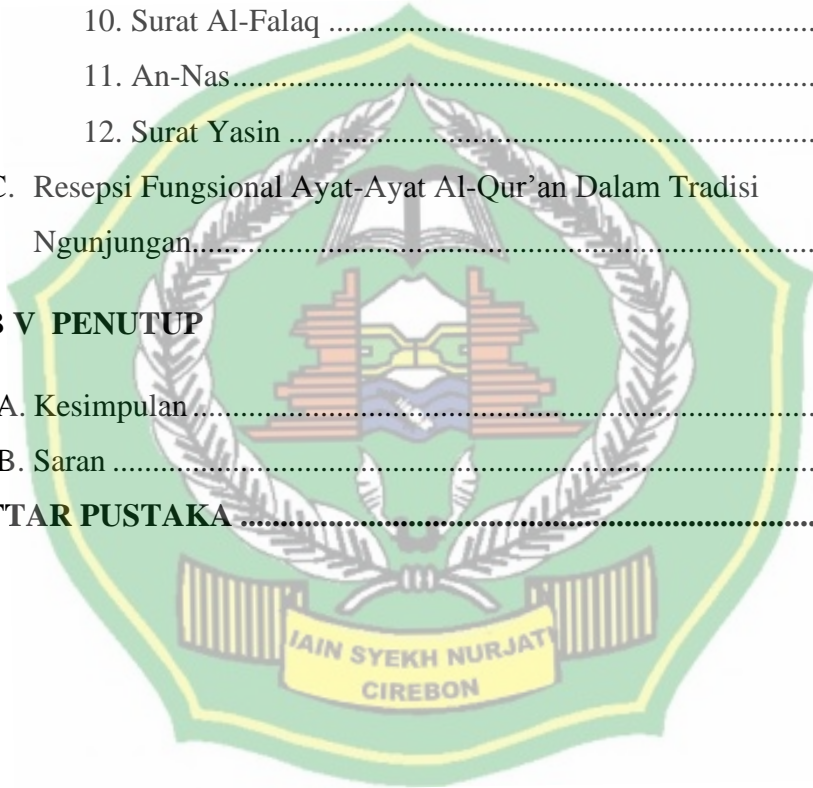 10. Surat Al-Falaq ............................................................
11. An-Nas........................................................................
12. Surat Yasin .................................................................
C. Resepsi Fungsional Ayat-Ayat Al-Qur’an Dalam Tradisi
Ngunjungan..............................................................................
V PENUTUP
A. Kesimpulan .............................................................................
B. Saran .......................................................................................
TAR PUSTAKA .......................................................................
IAIN SYEKH NURJATI
CIREBON